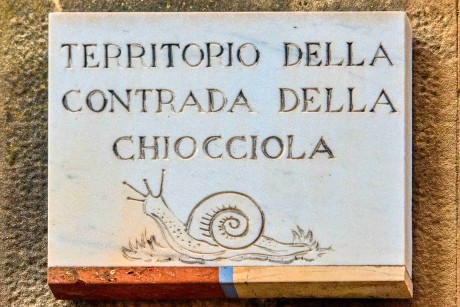 TERRITOPIO DELLA
CONTRADA DELLA
CHIOCCIOLA